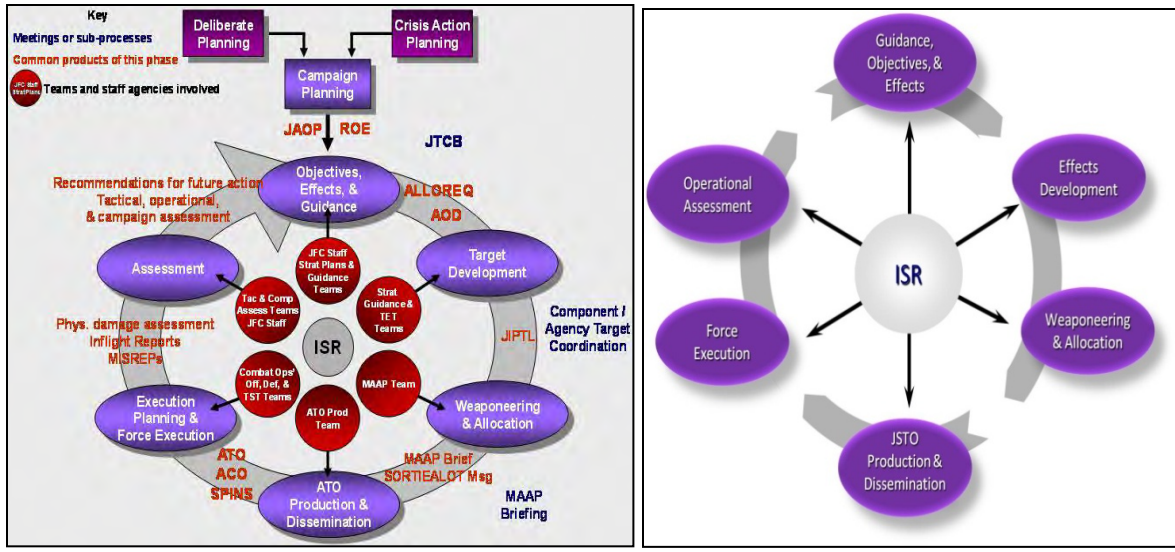 Key
Meetings or sub-processes
Common products of this phase
JFC Staff
Strat Plans
Teams and staff agencies involved
Deliberate
Planning
Crisis Action
Planning
Campaign
Planning
JAOP
ROE
JTCB
Objectives,
Effects, &
Guidance
ALLOREQ
AOD
Recommendations for future action
Tactical, operational,
& campaign assessment
Assessment
Target
Development
JFC Staff
Strat Plans &
Guidance
Teams
Tac & Comp
Assess Teams
JFC Staff
Strat
Guidance &
TET
Teams
Component /
Agency Target
Coordination
Phys. damage assessment
Inflight Reports
MISREPs
ISR
JIPTL
Combat Ops'
Off, Def, &
TST Teams
MAAP Team
ATO Prod
Team
Execution
Planning &
Force Execution
Weaponeering
& Allocation
ATO
ACO
SPINS
MAAP Brief
SORTIEALOT Msg
ATO
Production &
Dissemination
MAAP
Briefing
Guidance,
Objectives, &
Effects
Operational
Assessment
Effects
Development
ISR
Force
Execution
Weaponeering
& Allocation
JSTO
Production &
Dissemination